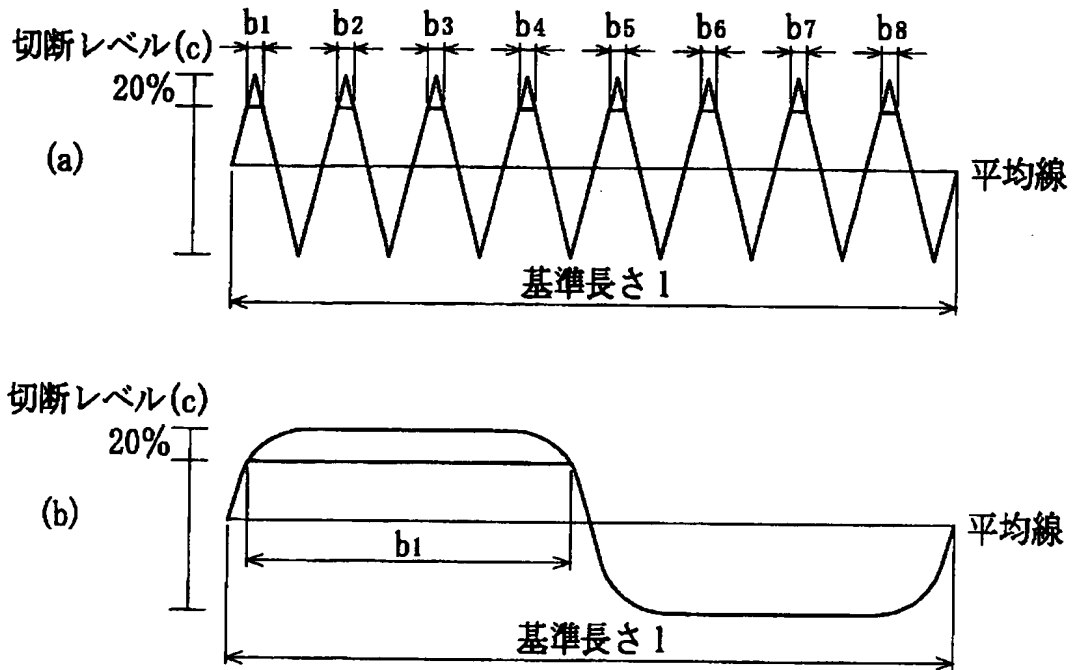 b1 b2 b3 b4 b5 b6 b7 b8
切断レベル(c)
20%
(a)
平均線
基準長さ l
切断レベル(c)
20%
(b)
平均線
b1
基準長さ l